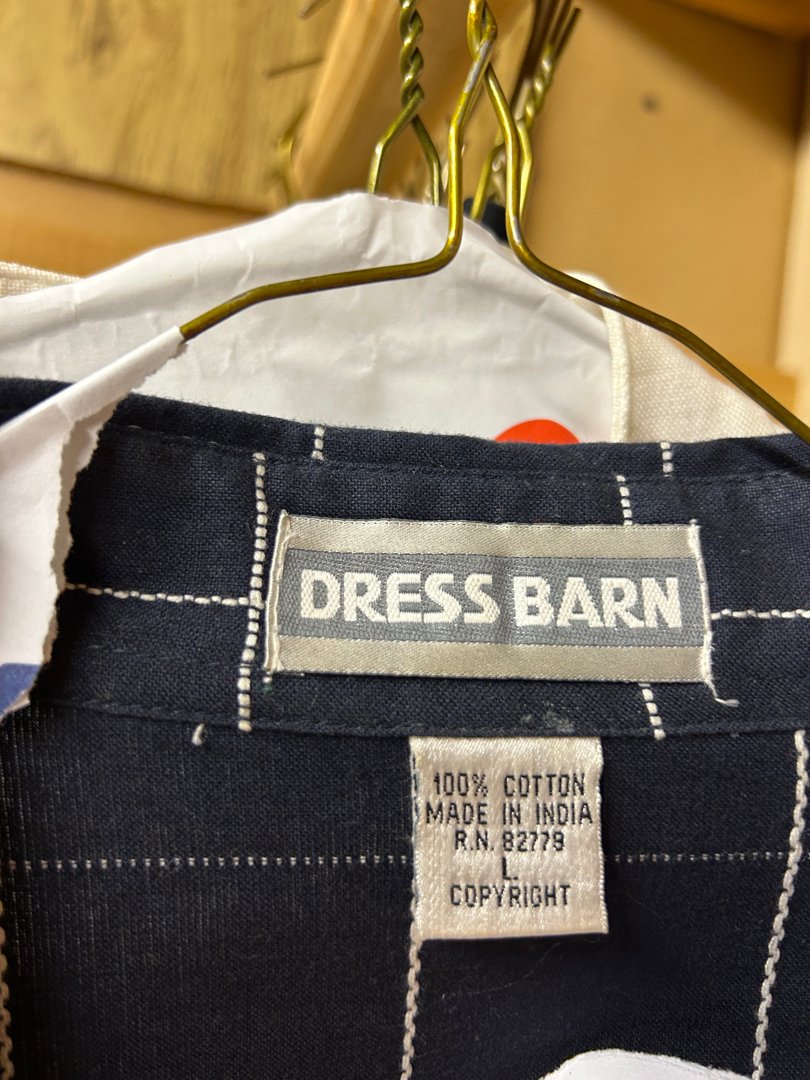 DRESS BARN
100% COTTON
MADE IN INDIA
R.N. 82779
L.
COPYRIGHT